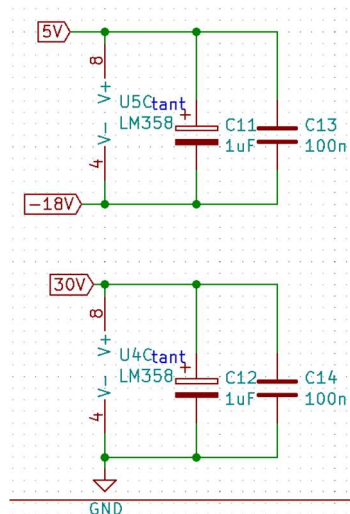 5V
8
V+
U5C tant
LM358
+
C11
1uF
C13
100n
V-
4
-18V
30V
8
V+
U4C tant
LM358
+
C12
1uF
C14
100n
V-
4
GND